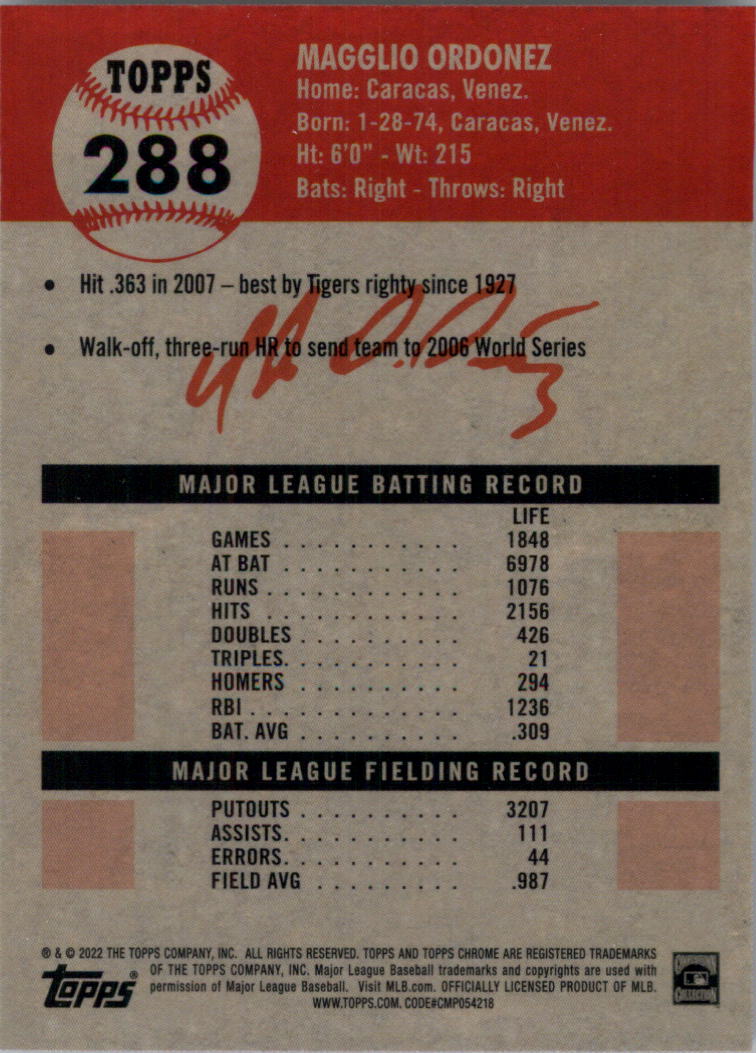 TOPPS
288
MAGGLIO ORDONEZ
Home: Caracas, Venez.
Born: 1-28-74, Caracas, Venez.
Ht: 6'0" - Wt: 215
Bats: Right - Throws: Right
• Hit .363 in 2007 – best by Tigers righty since 1927
• Walk-off, three-run HR to send team to 2006 World Series
MAJOR LEAGUE BATTING RECORD
LIFE
GAMES . . . . . . . . . . . 1848
AT BAT . . . . . . . . . . . 6978
RUNS . . . . . . . . . . . . 1076
HITS . . . . . . . . . . . . 2156
DOUBLES . . . . . . . . . . 426
TRIPLES. . . . . . . . . . . 21
HOMERS . . . . . . . . . . 294
RBI . . . . . . . . . . . . . 1236
BAT. AVG . . . . . . . . . . .309
MAJOR LEAGUE FIELDING RECORD
PUTOUTS . . . . . . . . . . 3207
ASSISTS. . . . . . . . . . . 111
ERRORS. . . . . . . . . . . 44
FIELD AVG . . . . . . . . . .987
® & © 2022 THE TOPPS COMPANY, INC. ALL RIGHTS RESERVED. TOPPS AND TOPPS CHROME ARE REGISTERED TRADEMARKS
OF THE TOPPS COMPANY, INC. Major League Baseball trademarks and copyrights are used with
permission of Major League Baseball. Visit MLB.com. OFFICIALLY LICENSED PRODUCT OF MLB.
WWW.TOPPS.COM. CODE#CMP054218
Topps®